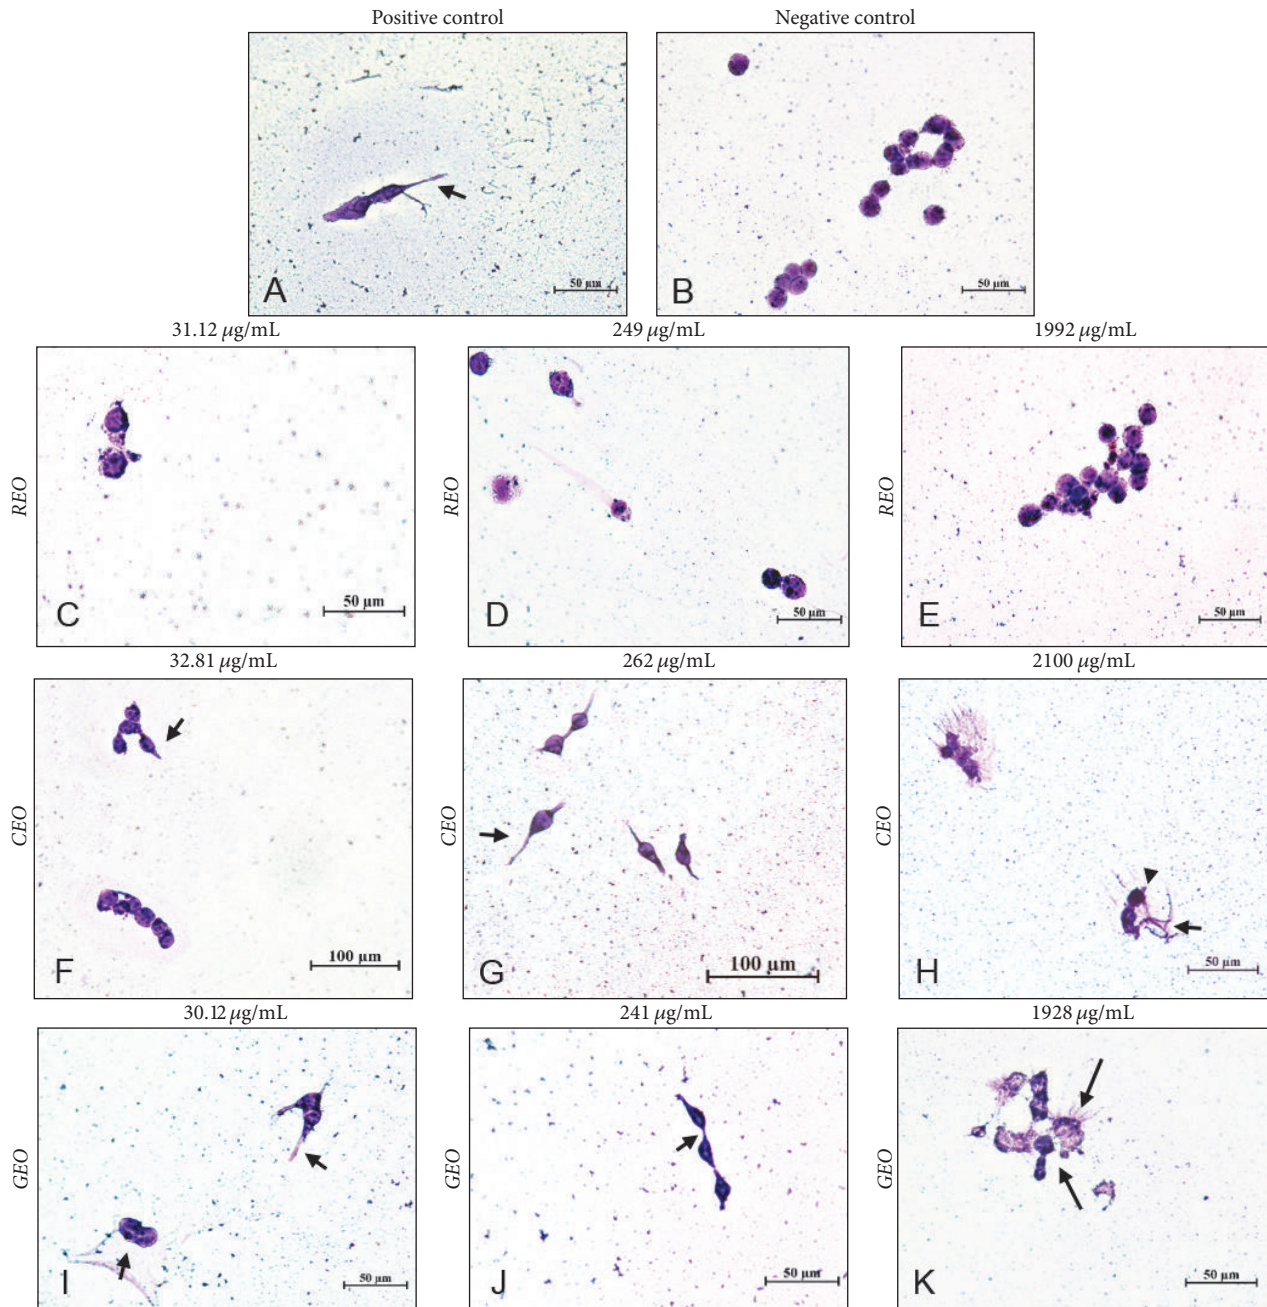 Positive control
Negative control
50 µm
A
50 µm
B
31.12 µg/mL
249 µg/mL
1992 µg/mL
REO
50 µm
C
REO
50 µm
D
REO
50 µm
E
32.81 µg/mL
262 µg/mL
2100 µg/mL
CEO
100 µm
F
CEO
100 µm
G
CEO
50 µm
H
30.12 µg/mL
241 µg/mL
1928 µg/mL
GEO
50 µm
I
GEO
50 µm
J
GEO
50 µm
K